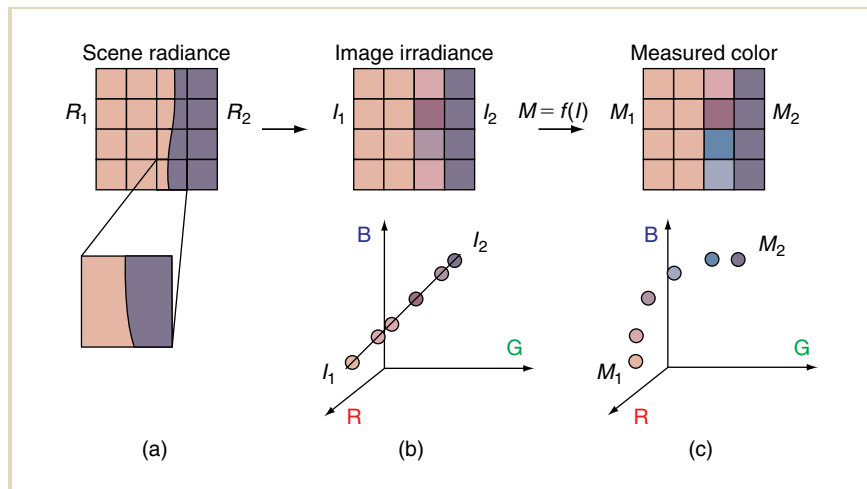 Scene radiance
Image irradiance
Measured color
R1
R2
I1
I2
M = f(I)
M1
M2
B
I2
I1
G
R
B
M2
M1
G
R
(a)
(b)
(c)